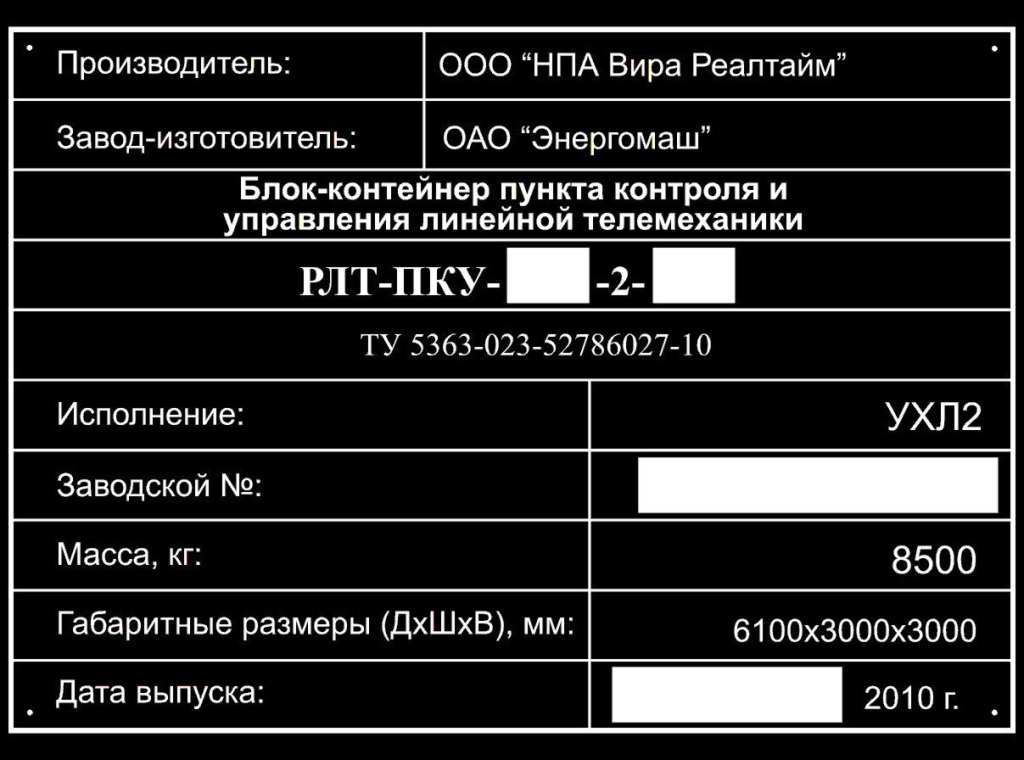 Производитель: ООО “НПА Вира Реалтайм”
Завод-изготовитель: ОАО “Энергомаш”
Блок-контейнер пункта контроля и
управления линейной телемеханики
РЛТ-ПКУ- -2-
ТУ 5363-023-52786027-10
Исполнение: УХЛ2
Заводской №:
Масса, кг: 8500
Габаритные размеры (ДхШхВ), мм: 6100х3000х3000
Дата выпуска: 2010 г.